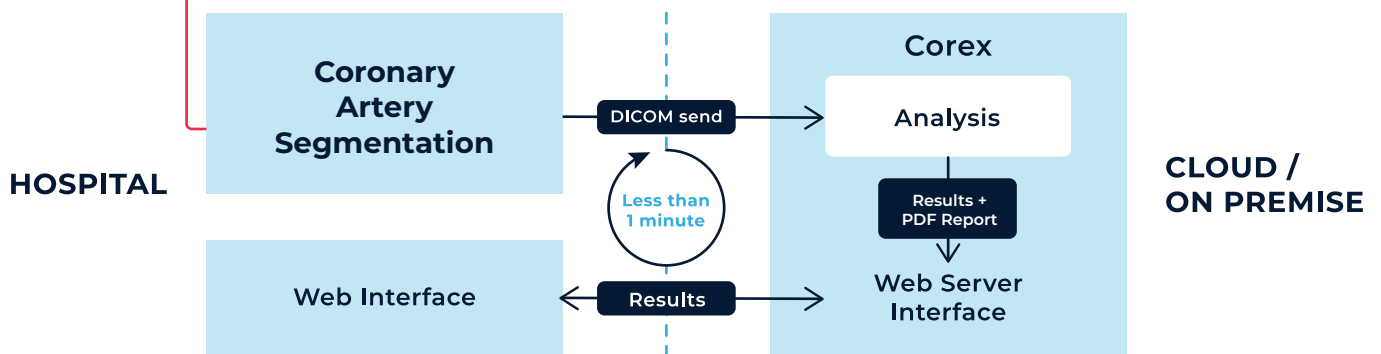 HOSPITAL
Coronary
Artery
Segmentation
DICOM send
Less than
1 minute
Web Interface
Results
Corex
Analysis
Results +
PDF Report
Web Server
Interface
CLOUD /
ON PREMISE